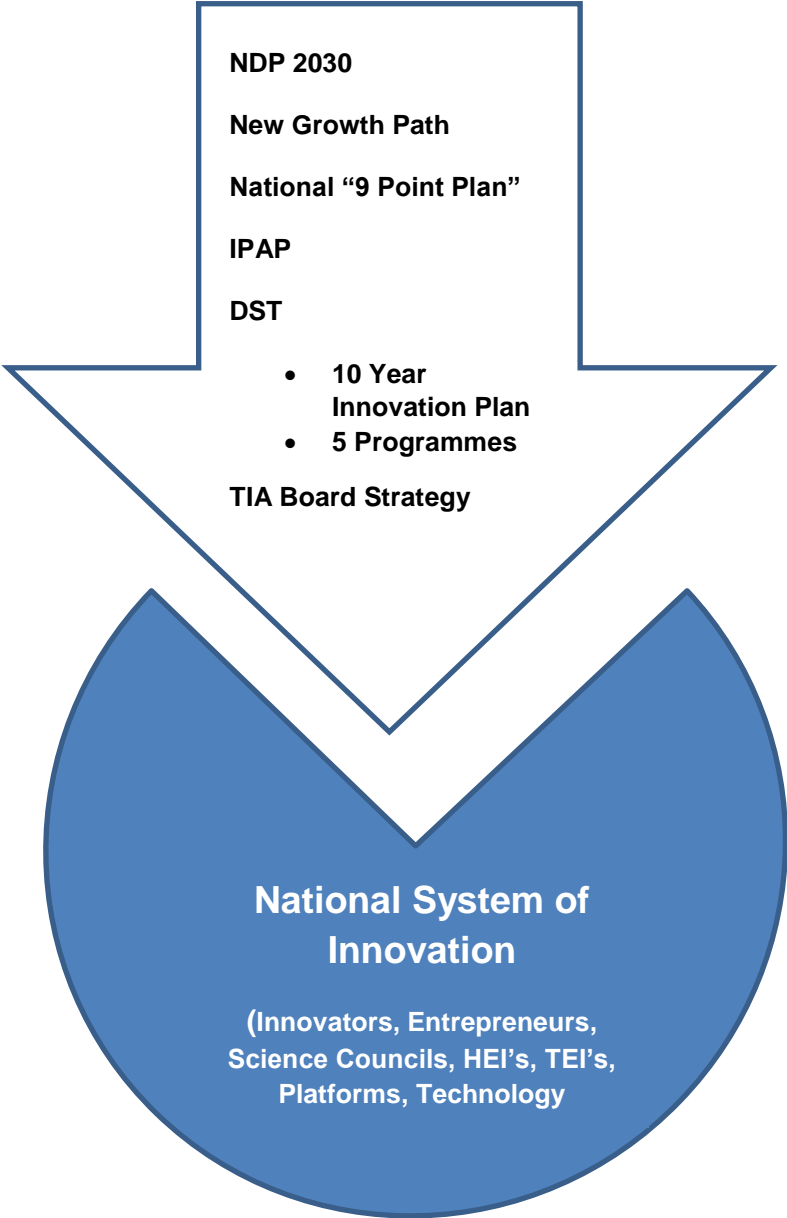 NDP 2030
New Growth Path
National “9 Point Plan”
IPAP
DST
• 10 Year
Innovation Plan
• 5 Programmes
TIA Board Strategy
National System of
Innovation
(Innovators, Entrepreneurs,
Science Councils, HEI’s, TEI’s,
Platforms, Technology